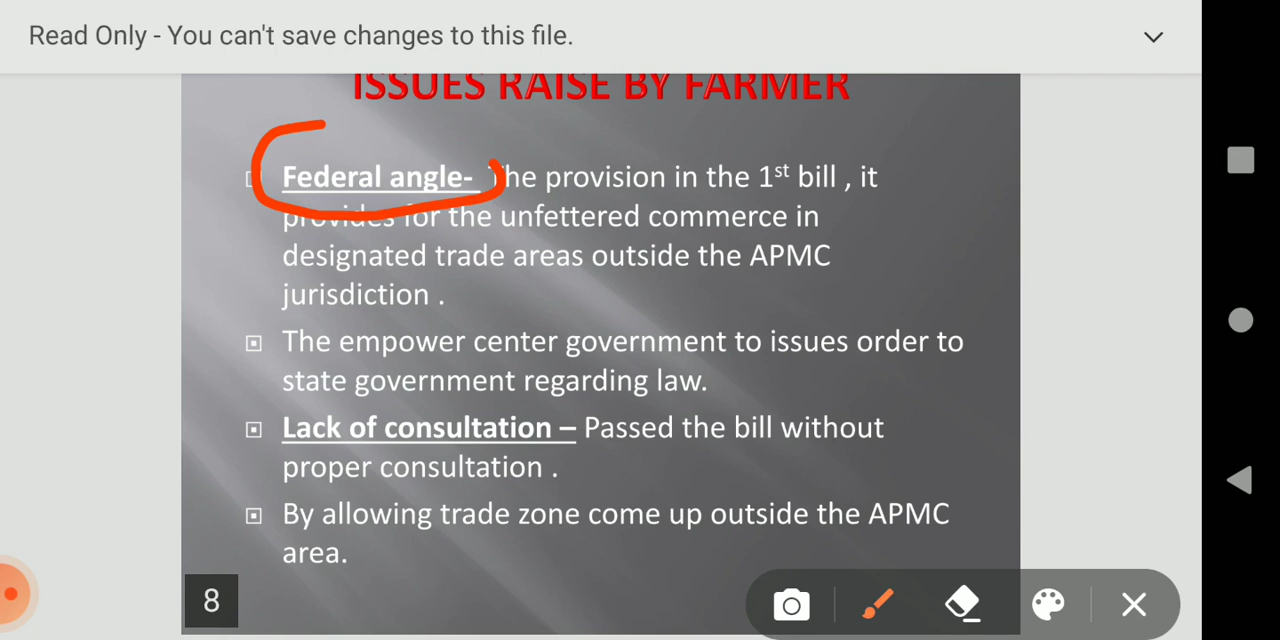 Read Only - You can't save changes to this file.
ISSUES RAISE BY FARMER
Federal angle- The provision in the 1st bill , it
provides for the unfettered commerce in
designated trade areas outside the APMC
jurisdiction .
The empower center government to issues order to
state government regarding law.
Lack of consultation – Passed the bill without
proper consultation .
By allowing trade zone come up outside the APMC
area.
8